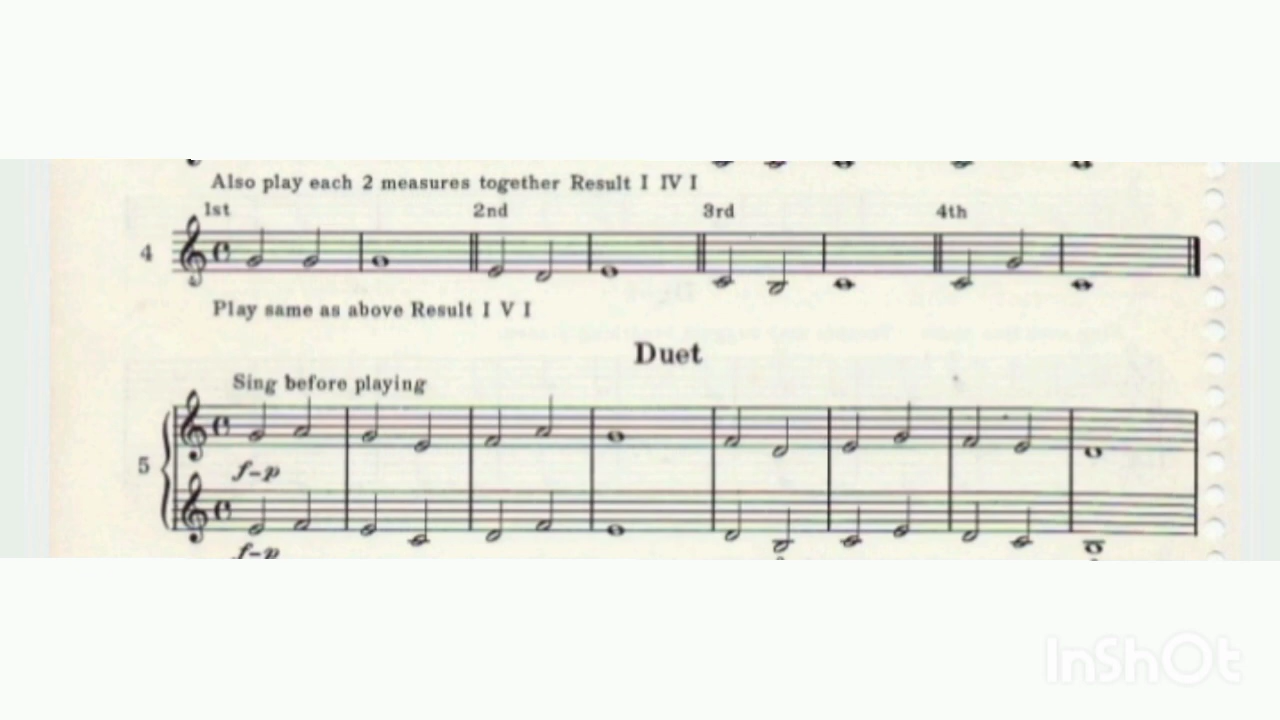 Also play each 2 measures together Result I IV I
1st 2nd 3rd 4th
4
Play same as above Result I V I
Duet
Sing before playing
5
f-p
f-p
InShOt